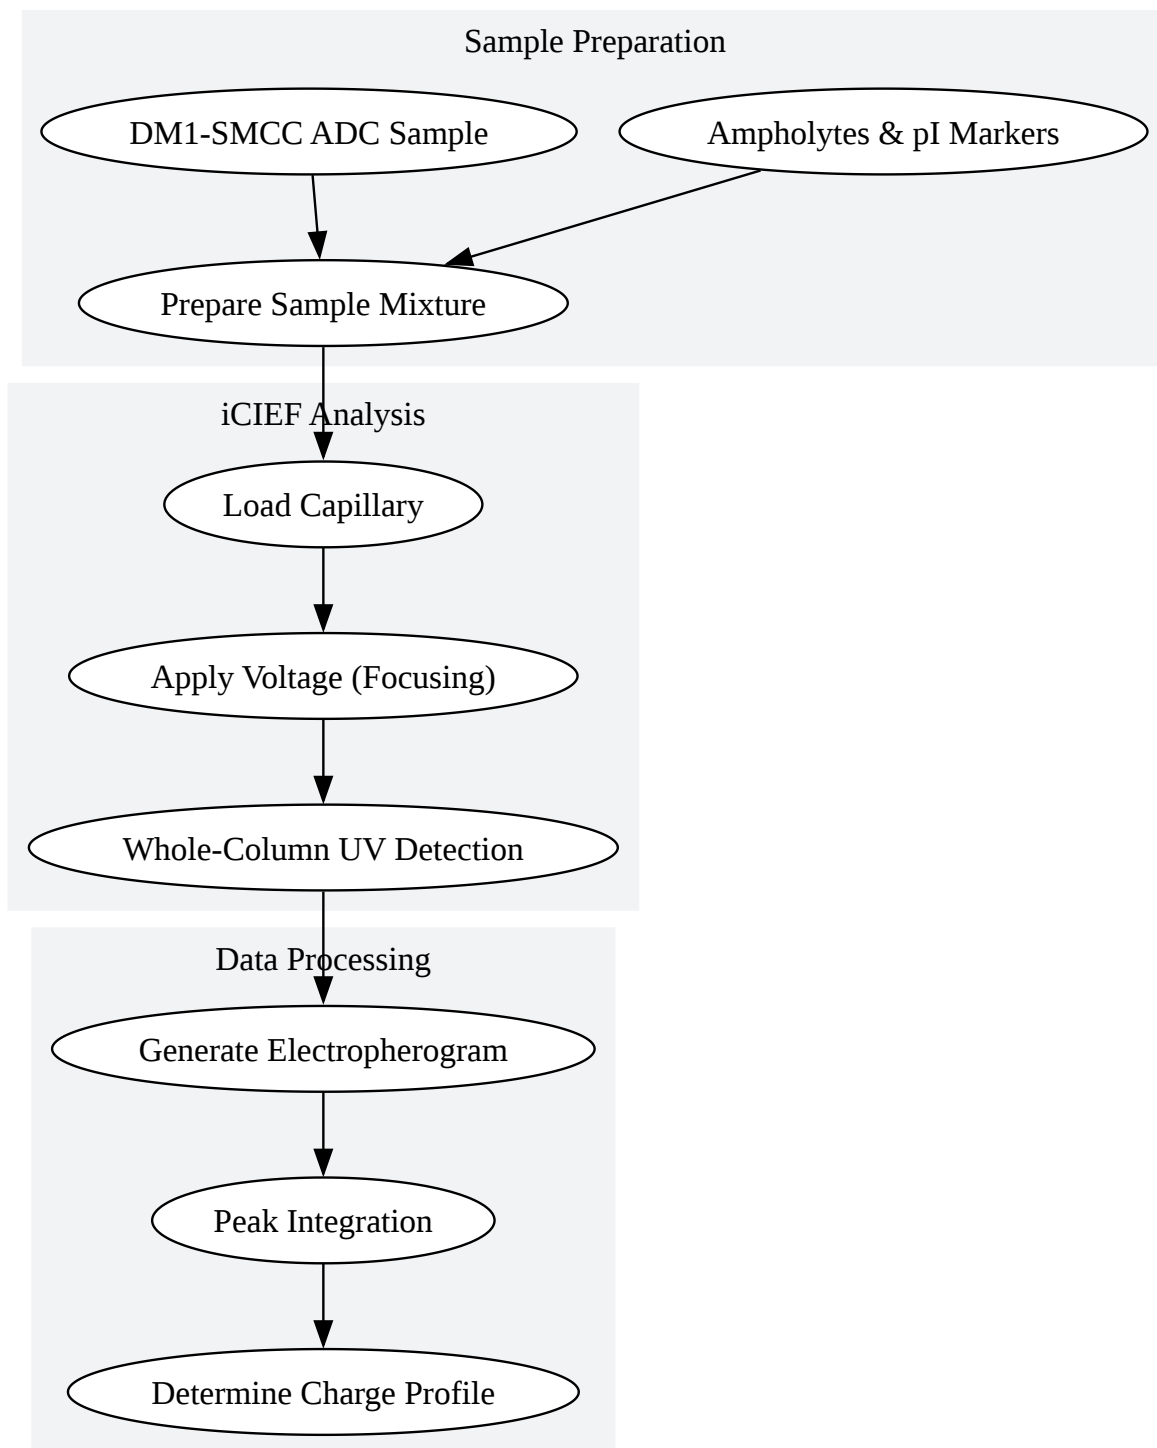 Sample Preparation
DM1-SMCC ADC Sample
Ampholytes & pI Markers
Prepare Sample Mixture
iCIEF Analysis
Load Capillary
Apply Voltage (Focusing)
Whole-Column UV Detection
Data Processing
Generate Electropherogram
Peak Integration
Determine Charge Profile